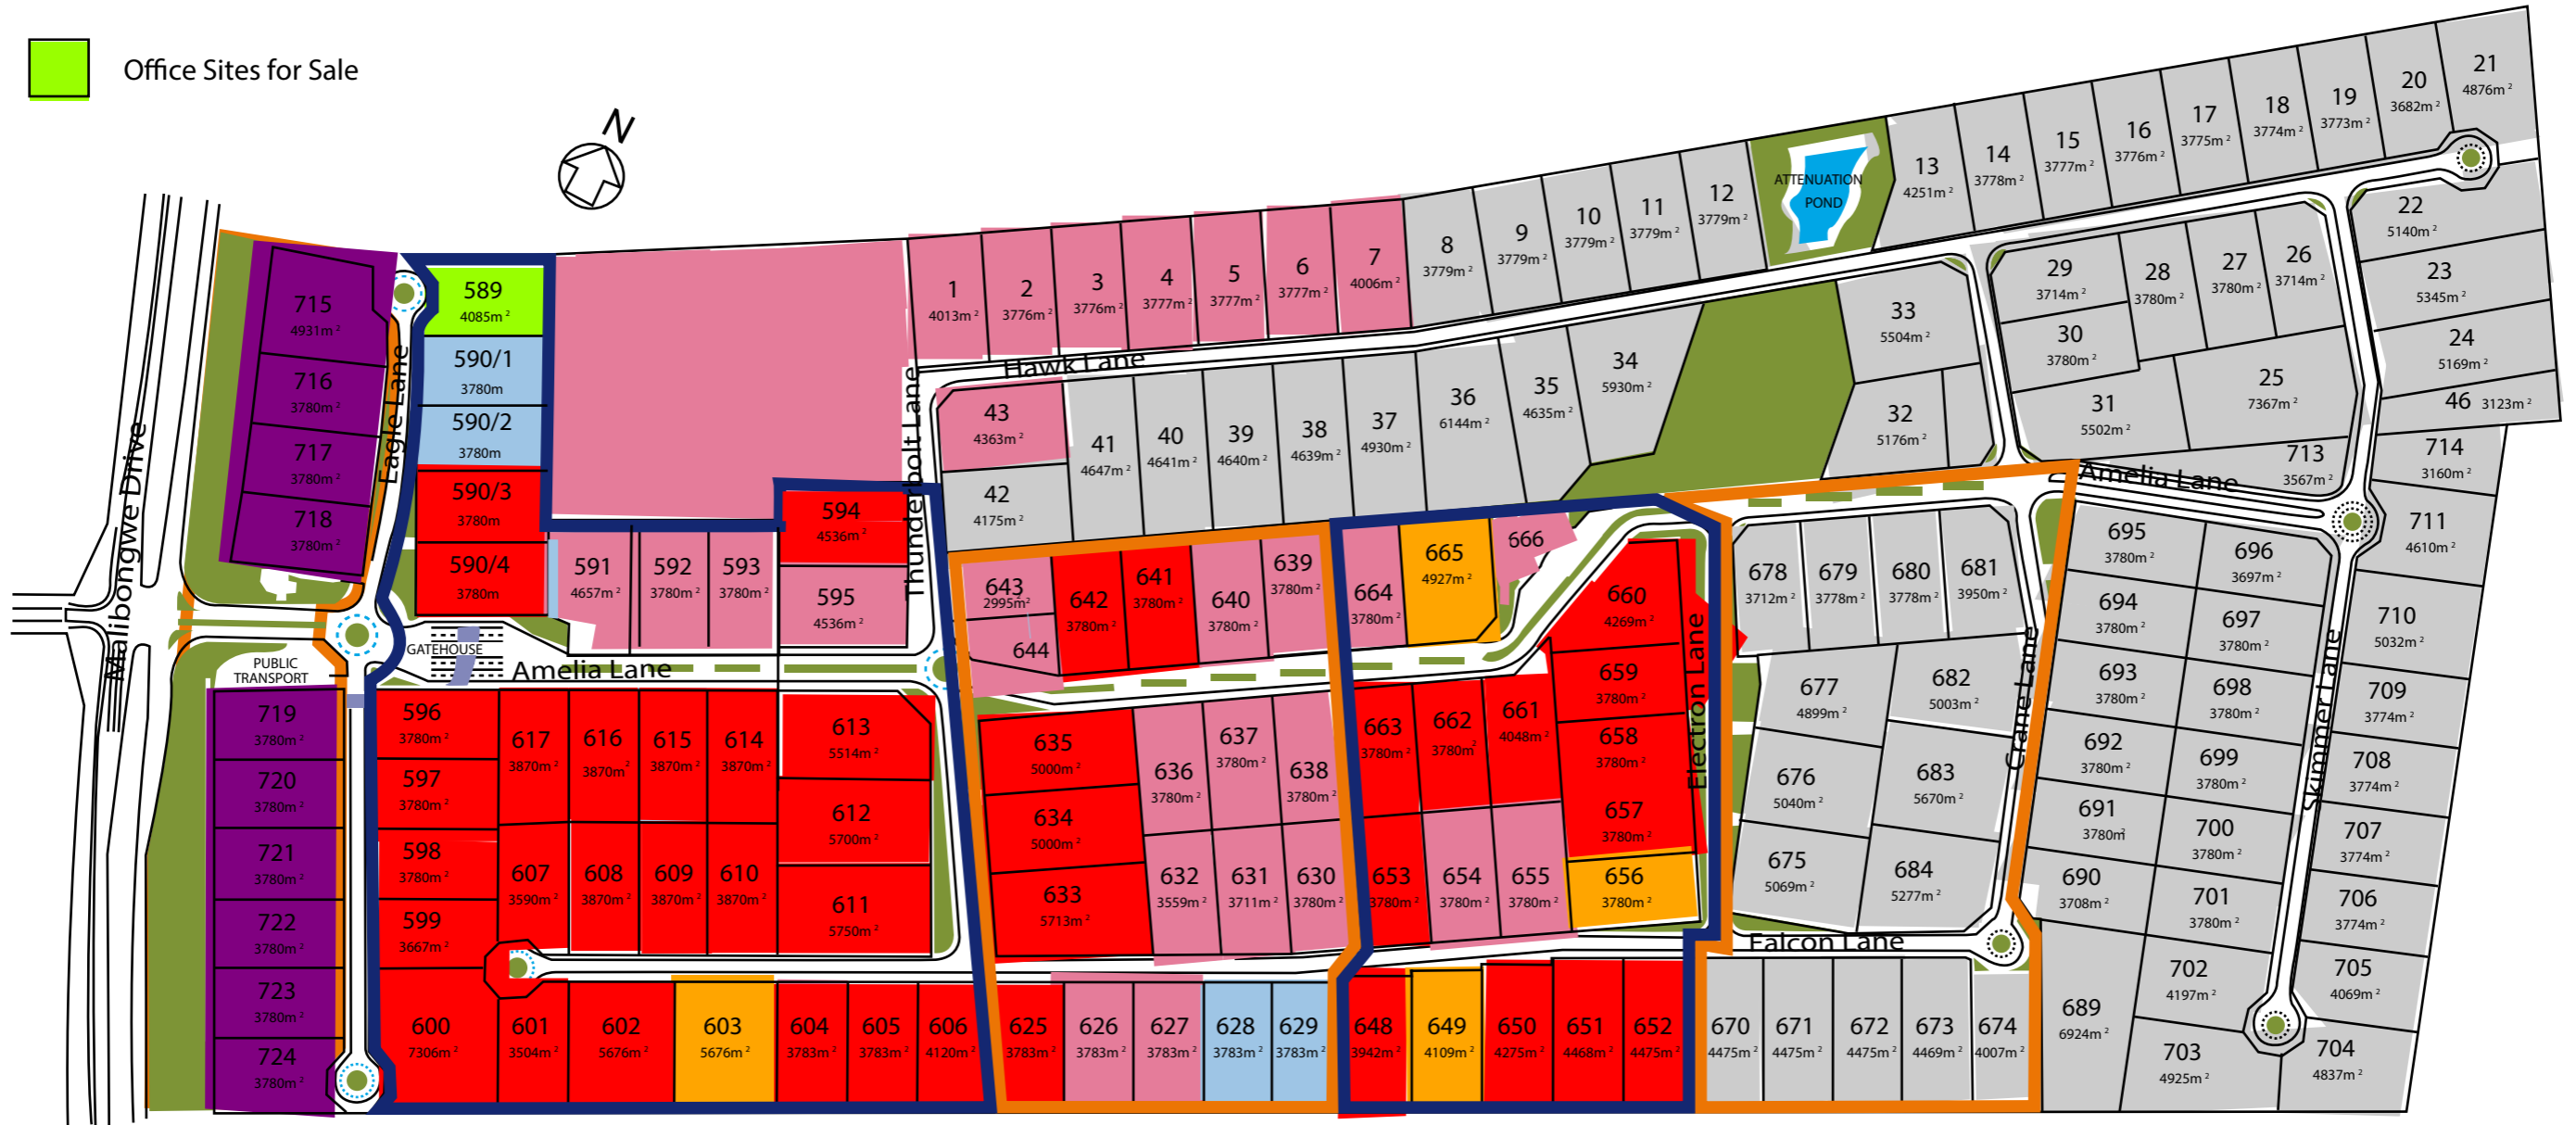 Office Sites for Sale
N
21
4876m²
20
3682m²
19
3773m²
18
3774m²
17
3775m²
16
3776m²
15
3777m²
14
3778m²
13
4251m²
ATTENUATION
POND
12
3779m²
11
3779m²
10
3779m²
9
3779m²
8
3779m²
7
4006m²
6
3777m²
5
3777m²
4
3777m²
3
3776m²
2
3776m²
1
4013m²
22
5140m²
23
5345m²
24
5169m²
46 3123m²
26
3714m²
27
3780m²
28
3780m²
29
3714m²
30
3780m²
25
7367m²
31
5502m²
33
5504m²
32
5176m²
34
5930m²
35
4635m²
36
6144m²
37
4930m²
38
4639m²
39
4640m²
40
4641m²
41
4647m²
43
4363m²
42
4175m²
Hawk Lane
Thunderbolt Lane
Eagle Lane
Malibongwe Drive
715
4931m²
716
3780m²
717
3780m²
718
3780m²
589
4085m²
590/1
3780m
590/2
3780m
590/3
3780m
590/4
3780m
591
4657m²
592
3780m²
593
3780m²
594
4536m²
595
4536m²
GATEHOUSE
Amelia Lane
PUBLIC
TRANSPORT
719
3780m²
720
3780m²
721
3780m²
722
3780m²
723
3780m²
724
3780m²
596
3780m²
597
3780m²
598
3780m²
599
3667m²
600
7306m²
617
3870m²
616
3870m²
615
3870m²
614
3870m²
613
5514m²
612
5700m²
611
5750m²
607
3590m²
608
3870m²
609
3870m²
610
3870m²
601
3504m²
602
5676m²
603
5676m²
604
3783m²
605
3783m²
606
4120m²
643
2995m²
644
642
3780m²
641
3780m²
640
3780m²
639
3780m²
664
3780m²
665
4927m²
666
635
5000m²
634
5000m²
633
5713m²
636
3780m²
637
3780m²
638
3780m²
632
3559m²
631
3711m²
630
3780m²
625
3783m²
626
3783m²
627
3783m²
628
3783m²
629
3783m²
660
4269m²
659
3780m²
658
3780m²
657
3780m²
656
3780m²
663
3780m²
662
3780m²
661
4048m²
653
3780m²
654
3780m²
655
3780m²
648
3942m²
649
4109m²
650
4275m²
651
4468m²
652
4475m²
Electron Lane
678
3712m²
679
3778m²
680
3778m²
681
3950m²
677
4899m²
682
5003m²
676
5040m²
683
5670m²
675
5069m²
684
5277m²
Falcon Lane
Crane Lane
670
4475m²
671
4475m²
672
4475m²
673
4469m²
674
4007m²
Amelia Lane
713
3567m²
714
3160m²
711
4610m²
710
5032m²
709
3774m²
708
3774m²
707
3774m²
706
3774m²
705
4069m²
704
4837m²
695
3780m²
696
3697m²
694
3780m²
697
3780m²
693
3780m²
698
3780m²
692
3780m²
699
3780m²
691
3780m²
700
3780m²
690
3708m²
701
3780m²
702
4197m²
689
6924m²
703
4925m²
Skimmer Lane